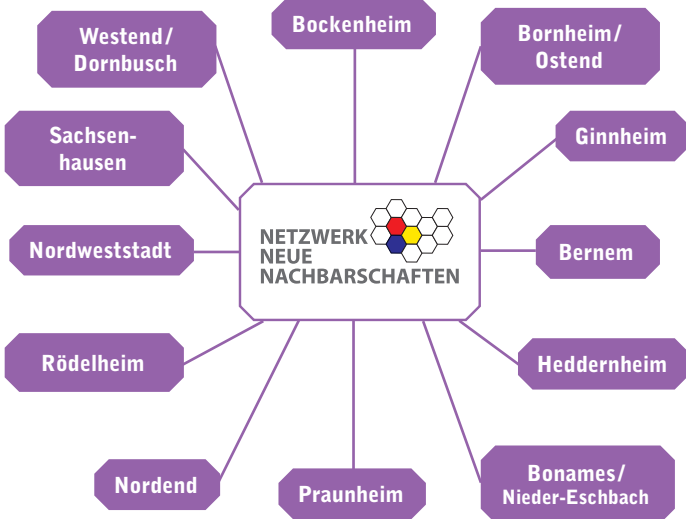 Westend/
Dornbusch
Bockenheim
Bornheim/
Ostend
Sachsen-
hausen
Ginnheim
NETZWERK
NEUE
NACHBARSCHAFTEN
Nordweststadt
Bernem
Rödelheim
Heddernheim
Nordend
Praunheim
Bonames/
Nieder-Eschbach